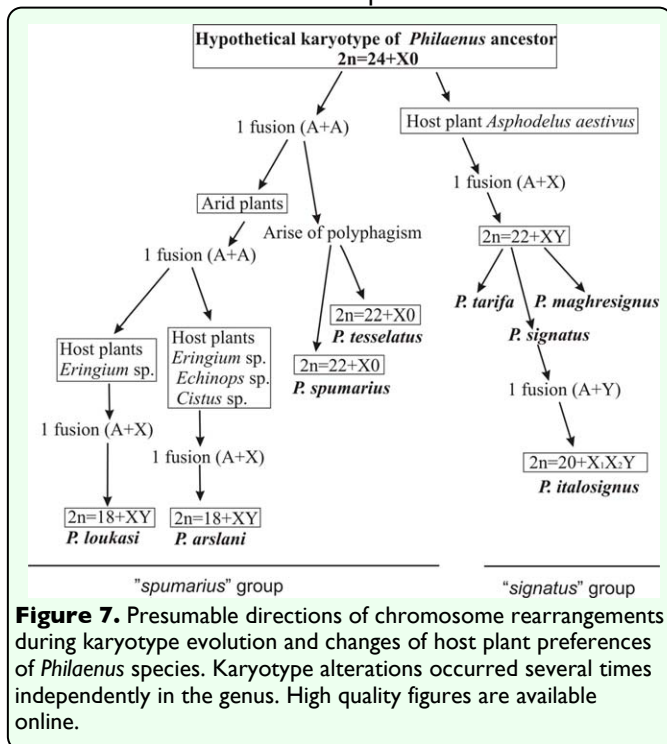 Hypothetical karyotype of Philaenus ancestor
2n=24+X0
1 fusion (A+A)
Host plant Asphodelus aestivus
1 fusion (A+X)
Arid plants
Arise of polyphagism
2n=22+XY
1 fusion (A+A)
P. tarifa
P. maghresignus
P. signatus
2n=22+X0
P. tesselatus
Host plants
Eringium sp.
Host plants
Eringium sp.
Echinops sp.
Cistus sp.
2n=22+X0
P. spumarius
1 fusion (A+Y)
1 fusion (A+X)
1 fusion (A+X)
2n=20+X₁X₂Y
P. italosignus
2n=18+XY
P. loukasi
2n=18+XY
P. arslani
"spumarius" group
"signatus" group
Figure 7. Presumable directions of chromosome rearrangements
during karyotype evolution and changes of host plant preferences
of Philaenus species. Karyotype alterations occurred several times
independently in the genus. High quality figures are available
online.